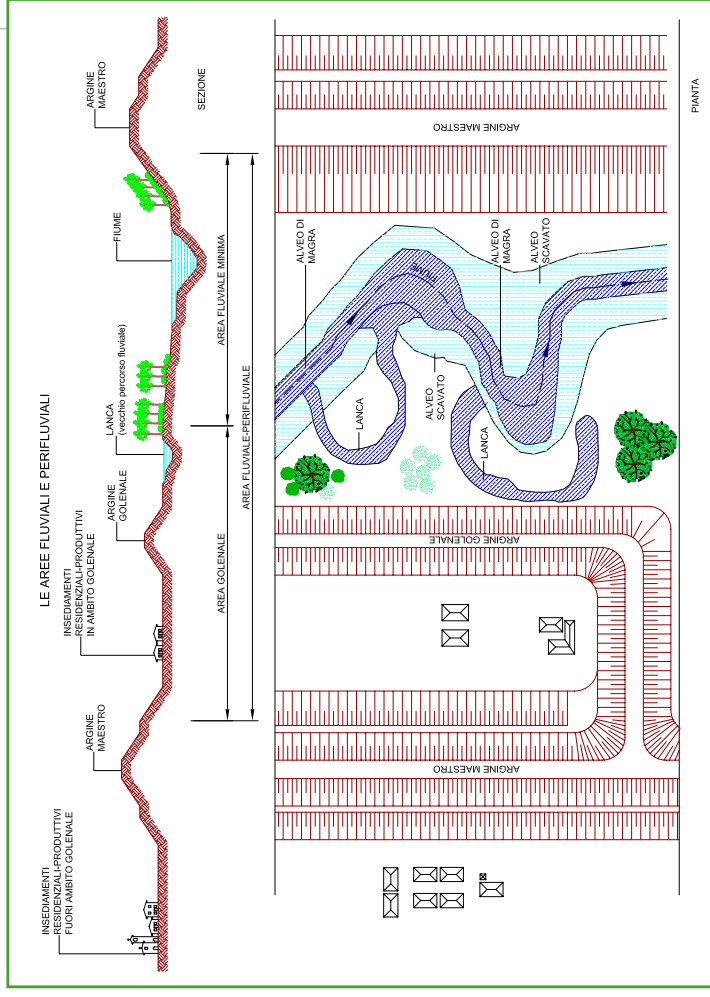 LE AREE FLUVIALI E PERIFLUVIALI
INSEDIAMENTI
RESIDENZIALI-PRODUTTIVI
FUORI AMBITO GOLENALE
ARGINE
MAESTRO
INSEDIAMENTI
RESIDENZIALI-PRODUTTIVI
IN AMBITO GOLENALE
ARGINE
GOLENALE
LANCA
(vecchio percorso fluviale)
FIUME
ARGINE
MAESTRO
SEZIONE
AREA GOLENALE
AREA FLUVIALE MINIMA
AREA FLUVIALE-PERIFLUVIALE
ARGINE MAESTRO
ARGINE GOLENALE
LANCA
LANCA
ALVEO
SCAVATO
ALVEO DI
MAGRA
FIUME
ALVEO DI
MAGRA
ALVEO
SCAVATO
ARGINE MAESTRO
PIANTA